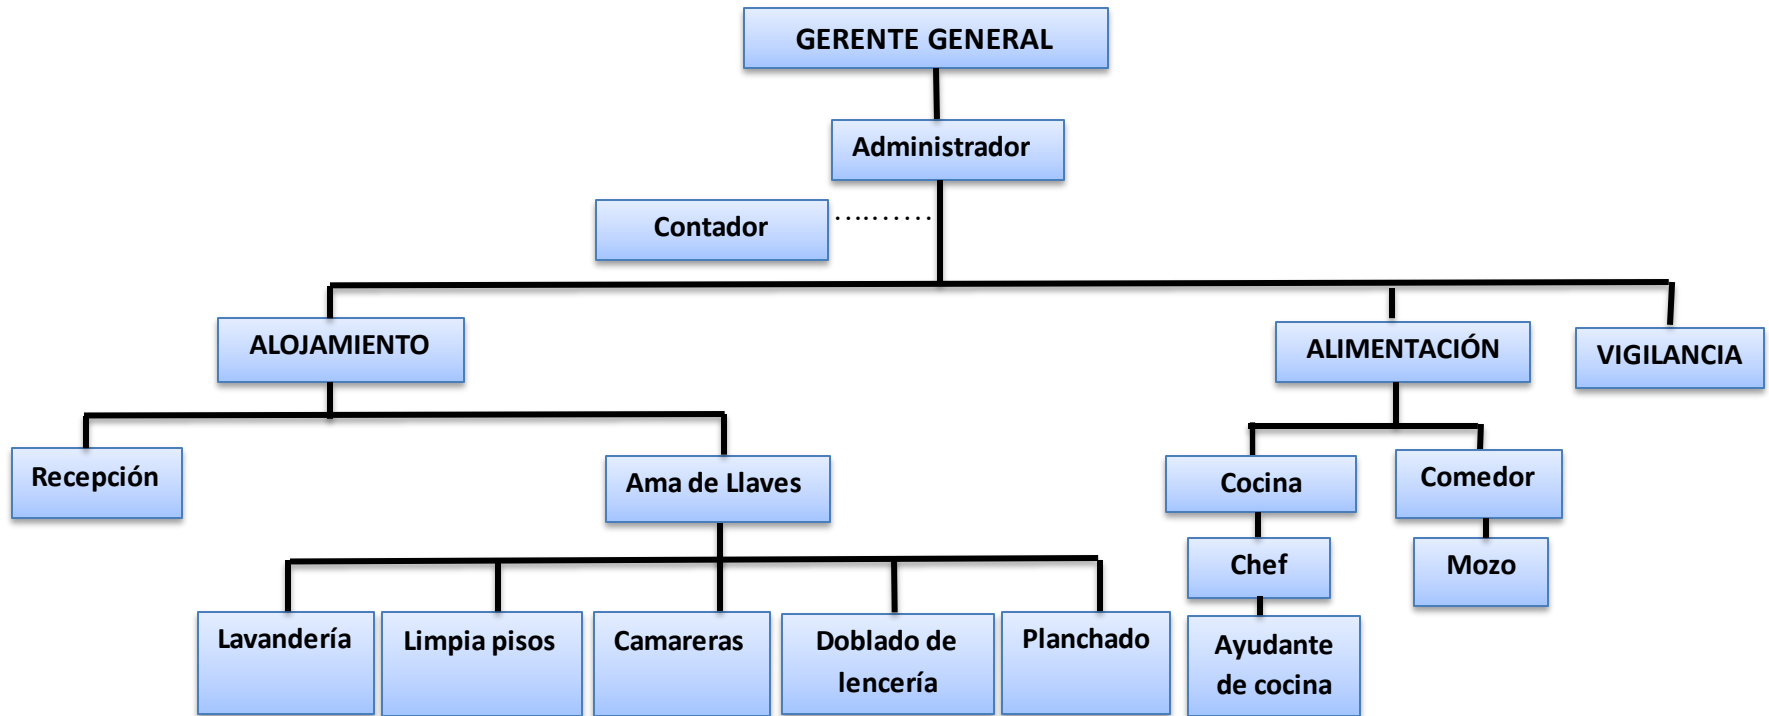 GERENTE GENERAL
Administrador
Contador
ALOJAMIENTO
ALIMENTACIÓN
VIGILANCIA
Recepción
Ama de Llaves
Cocina
Comedor
Chef
Mozo
Lavandería
Limpia pisos
Camareras
Doblado de
lencería
Planchado
Ayudante
de cocina